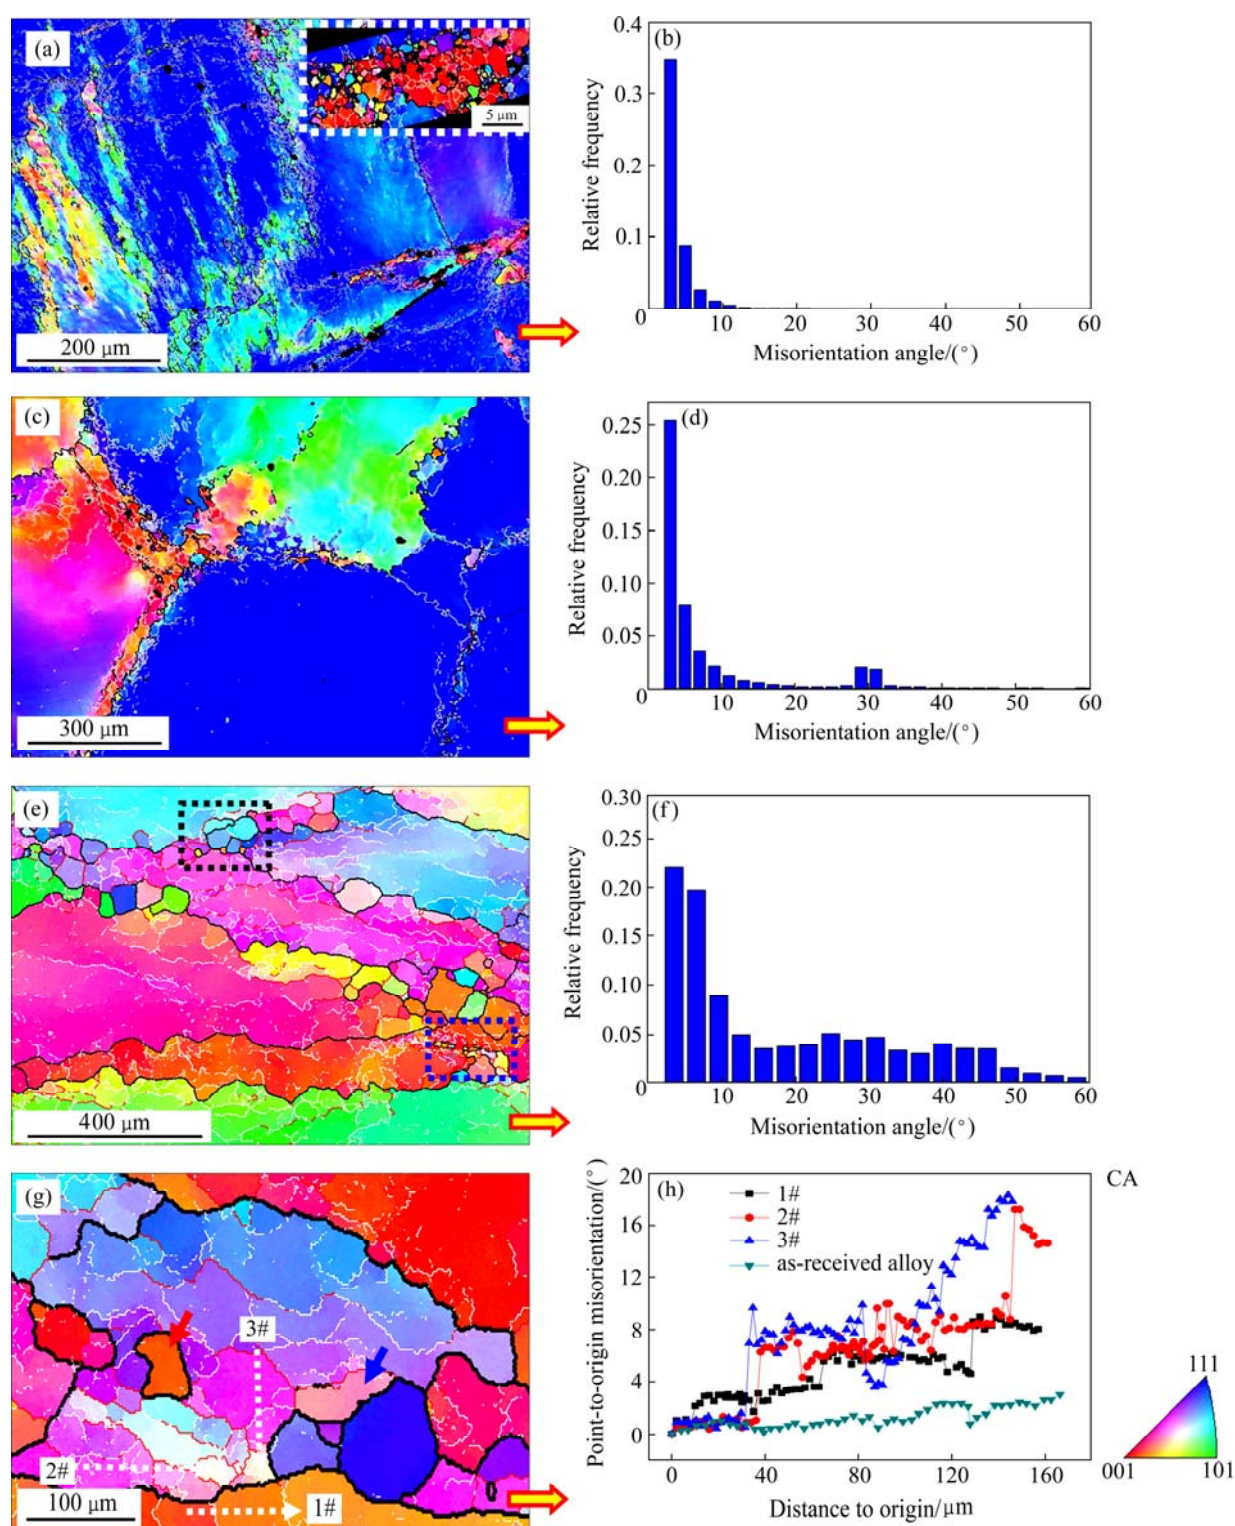 (a)
5 μm
200 μm
(b)
0.4
0.3
0.2
0.1
0
10 20 30 40 50 60
Relative frequency
Misorientation angle/(°)
(c)
300 μm
(d)
0.25
0.20
0.15
0.10
0.05
0
10 20 30 40 50 60
Relative frequency
Misorientation angle/(°)
(e)
400 μm
(f)
0.30
0.25
0.20
0.15
0.10
0.05
0
10 20 30 40 50 60
Relative frequency
Misorientation angle/(°)
(g)
3#
2#
1#
100 μm
(h)
1#
2#
3#
as-received alloy
20
16
12
8
4
0
0 40 80 120 160
Point-to-origin misorientation/(°)
Distance to origin/μm
CA
111
001 101